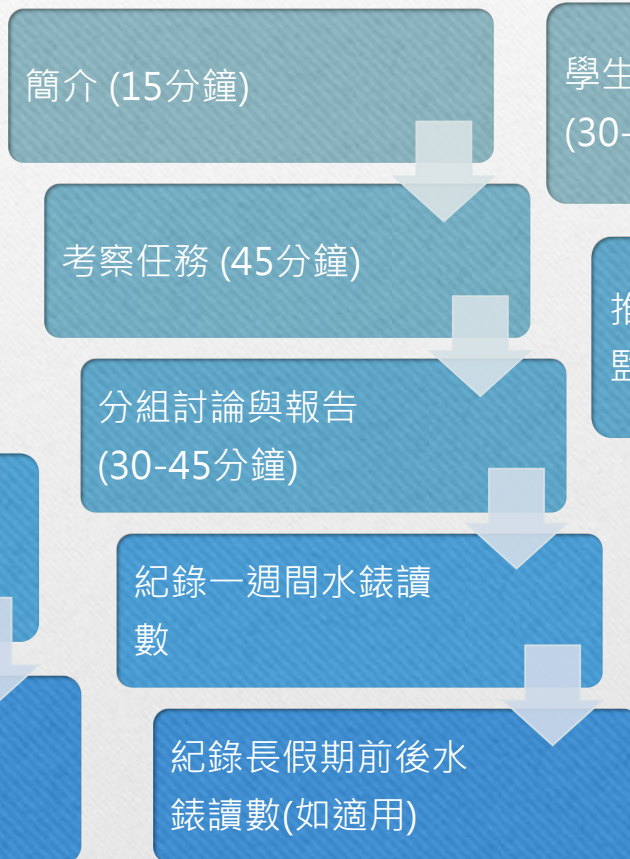 簡介 (15分鐘)
考察任務 (45分鐘)
分組討論與報告
(30-45分鐘)
紀錄一週間水錶讀
數
紀錄長假期前後水
錶讀數(如適用)
學生
(30-